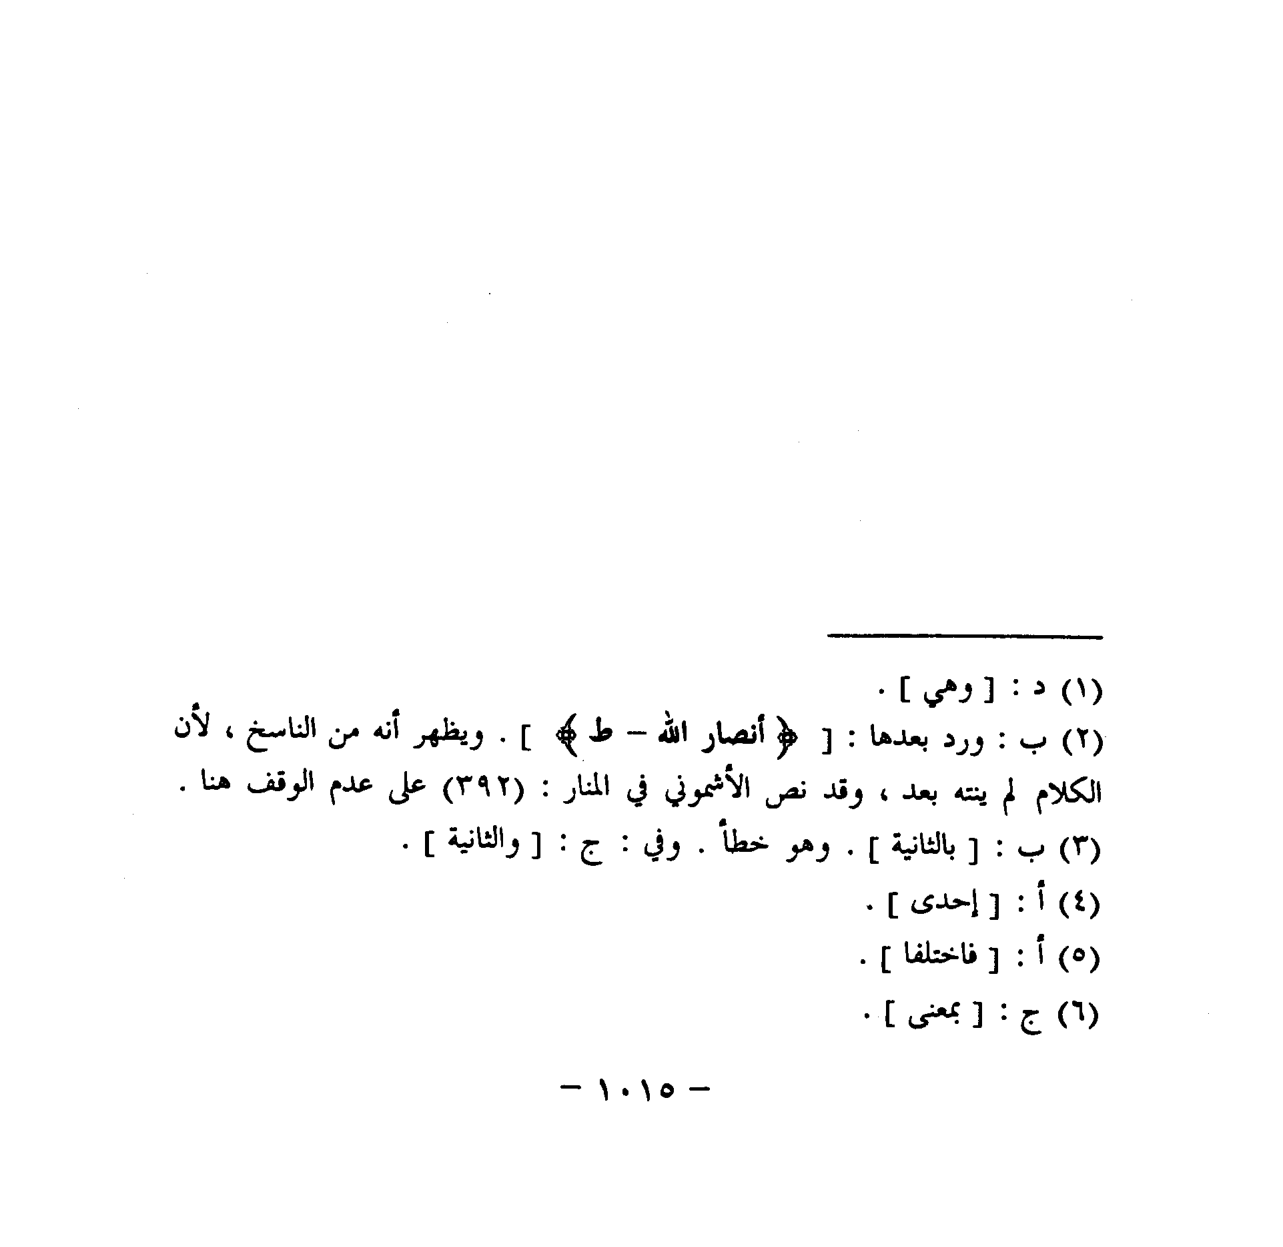 (١) د : [ وهي ] .
(٢) ب : ورد بعدها : [ ﴿ أنصار الله – ط ﴾ ] . ويظهر أنه من الناسخ ، لأن
الكلام لم ينته بعد ، وقد نص الأشموني في المنار : (٣٩٢) على عدم الوقف هنا .
(٣) ب : [ بالثانية ] . وهو خطأ . وفي : ج : [ والثانية ] .
(٤) أ : [ إحدى ] .
(٥) أ : [ فاختلفا ] .
(٦) ج : [ بمعنى ] .
– ١٠١٥ –